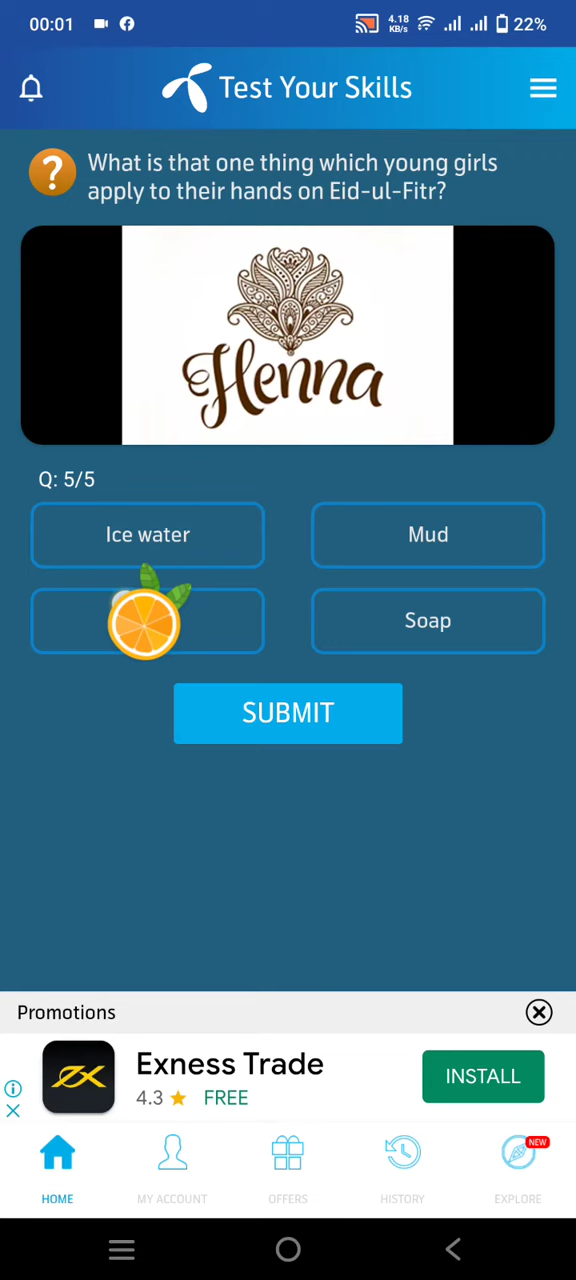 00:01
4.18
KB/s
22%
Test Your Skills
?
What is that one thing which young girls
apply to their hands on Eid-ul-Fitr?
Henna
Q: 5/5
Ice water
Mud
Soap
SUBMIT
Promotions
Exness Trade
4.3 ★ FREE
INSTALL
HOME
MY ACCOUNT
OFFERS
HISTORY
NEW
EXPLORE